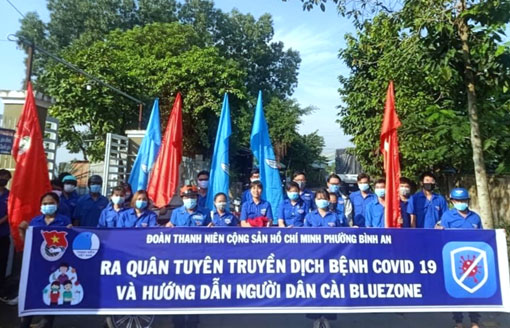 ĐOÀN THANH NIÊN CỘNG SẢN HỒ CHÍ MINH PHƯỜNG BÌNH AN
RA QUÂN TUYÊN TRUYỀN DỊCH BỆNH COVID 19
VÀ HƯỚNG DẪN NGƯỜI DÂN CÀI BLUEZONE